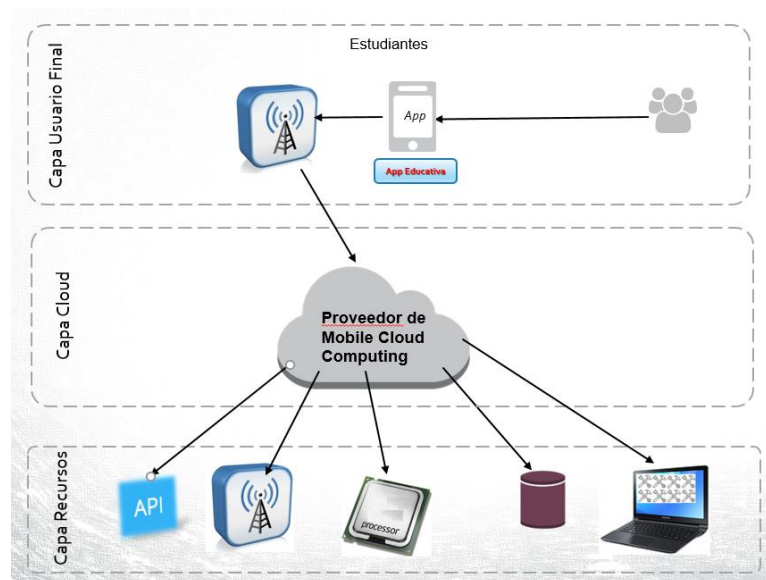 Capa Usuario Final
Estudiantes
App
App Educativa
Capa Cloud
Proveedor de
Mobile Cloud
Computing
Capa Recursos
API
processor